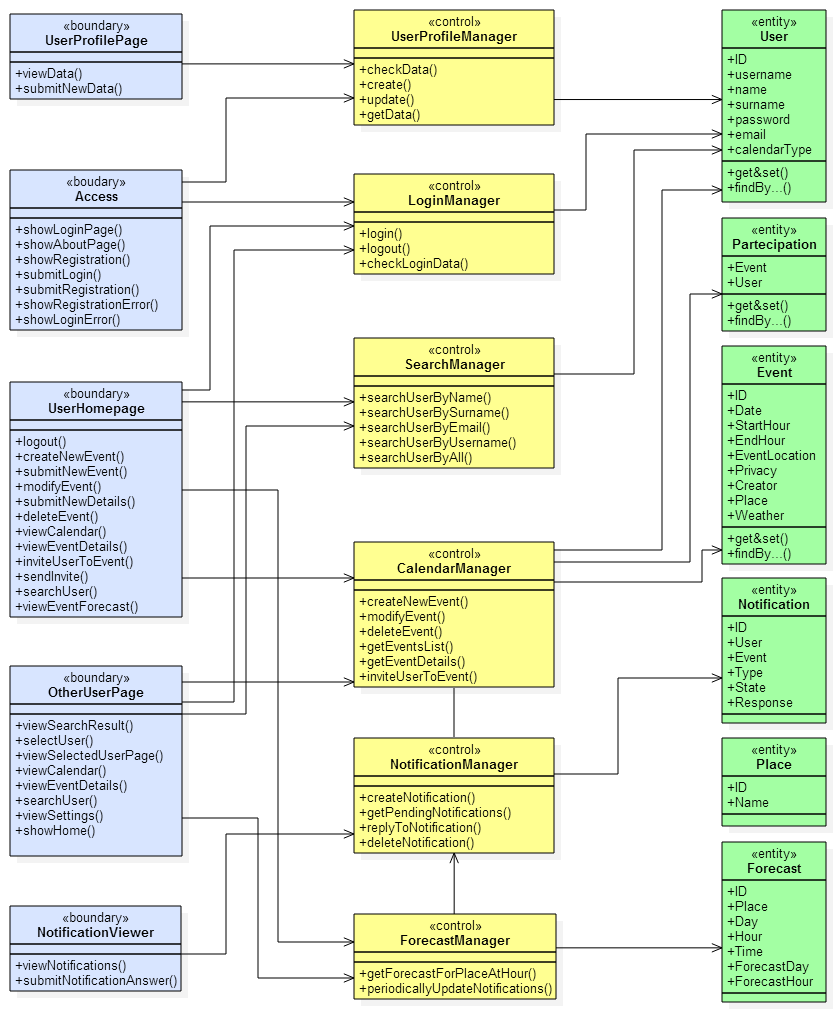 «boundary»
UserProfilePage
+viewData()
+submitNewData()
«boudary»
Access
+showLoginPage()
+showAboutPage()
+showRegistration()
+submitLogin()
+submitRegistration()
+showRegistrationError()
+showLoginError()
«boundary»
UserHomepage
+logout()
+createNewEvent()
+submitNewEvent()
+modifyEvent()
+submitNewDetails()
+deleteEvent()
+viewCalendar()
+viewEventDetails()
+inviteUserToEvent()
+sendInvite()
+searchUser()
+viewEventForecast()
«boundary»
OtherUserPage
+viewSearchResult()
+selectUser()
+viewSelectedUserPage()
+viewCalendar()
+viewEventDetails()
+searchUser()
+viewSettings()
+showHome()
«boundary»
NotificationViewer
+viewNotifications()
+submitNotificationAnswer()
«control»
UserProfileManager
+checkData()
+create()
+update()
+getData()
«control»
LoginManager
+login()
+logout()
+checkLoginData()
«control»
SearchManager
+searchUserByName()
+searchUserBySurname()
+searchUserByEmail()
+searchUserByUsername()
+searchUserByAll()
«control»
CalendarManager
+createNewEvent()
+modifyEvent()
+deleteEvent()
+getEventsList()
+getEventDetails()
+inviteUserToEvent()
«control»
NotificationManager
+createNotification()
+getPendingNotifications()
+replyToNotification()
+deleteNotification()
«control»
ForecastManager
+getForecastForPlaceAtHour()
+periodicallyUpdateNotifications()
«entity»
User
+ID
+username
+name
+surname
+password
+email
+calendarType
+get&set()
+findBy...()
«entity»
Partecipation
+Event
+User
+get&set()
+findBy...()
«entity»
Event
+ID
+Date
+StartHour
+EndHour
+EventLocation
+Privacy
+Creator
+Place
+Weather
+get&set()
+findBy...()
«entity»
Notification
+ID
+User
+Event
+Type
+State
+Response
«entity»
Place
+ID
+Name
«entity»
Forecast
+ID
+Place
+Day
+Hour
+Time
+ForecastDay
+ForecastHour